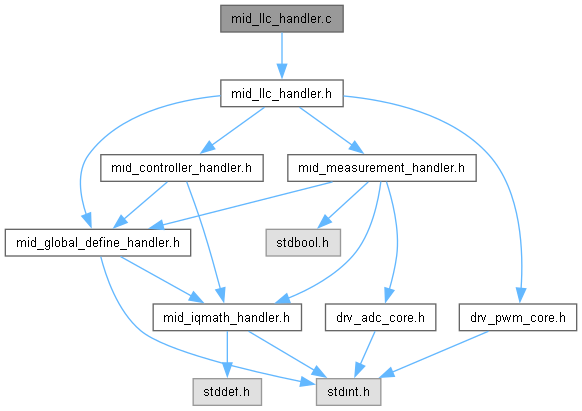 mid_llc_handler.c
mid_llc_handler.h
mid_controller_handler.h
mid_measurement_handler.h
mid_global_define_handler.h
stdbool.h
mid_iqmath_handler.h
drv_adc_core.h
drv_pwm_core.h
stddef.h
stdint.h